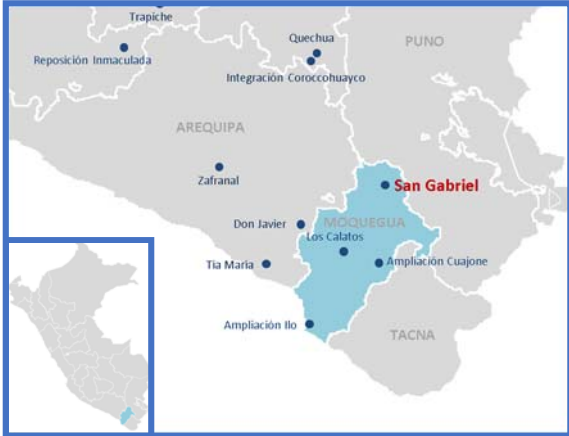 Trapiche
Quechua
PUNO
Reposición Inmaculada
Integración Coroccohuayco
AREQUIPA
Zafranal
San Gabriel
Don Javier
MOQUEGUA
Los Calatos
Tia Maria
Ampliación Cuajone
Ampliación Ilo
TACNA